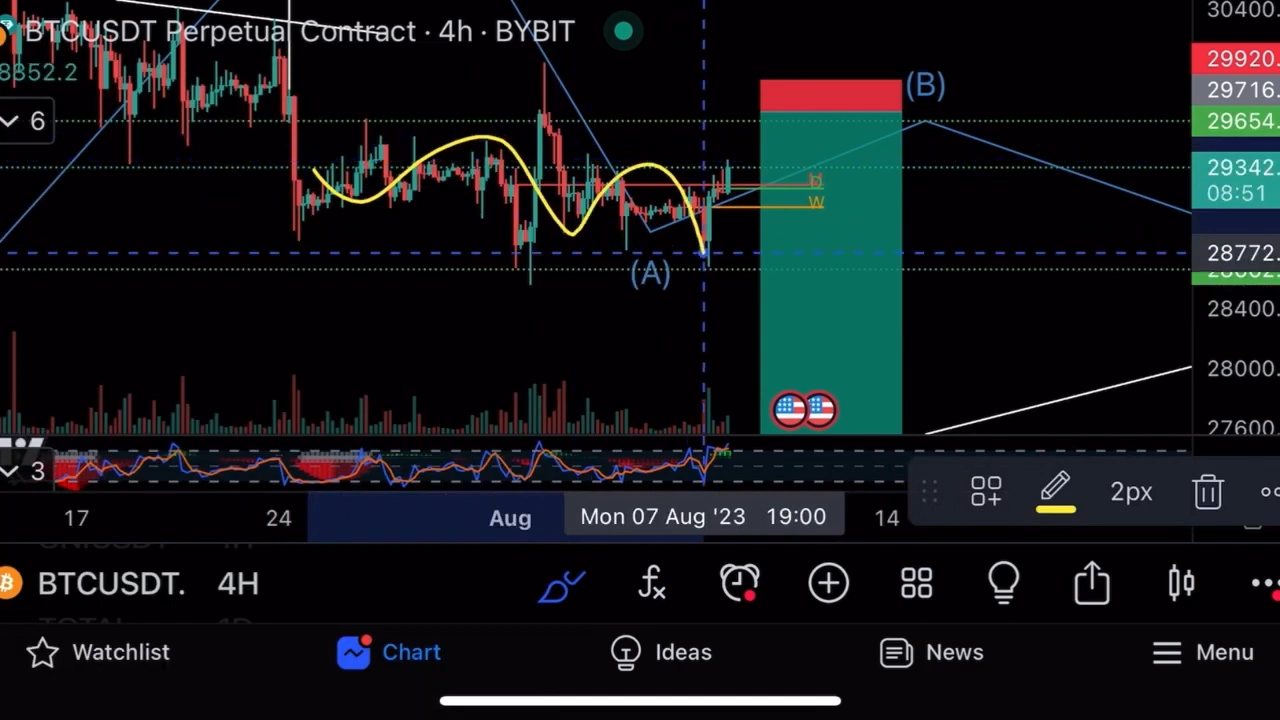 BTCUSDT Perpetual Contract · 4h · BYBIT
8852.2
6
(B)
D
W
(A)
30400.
29920.
29716.
29654.
29342.
08:51
28772.
28400.
28000.
27600.
3
17
24
Aug
Mon 07 Aug '23 19:00
14
2px
BTCUSDT. 4H
Watchlist
Chart
Ideas
News
Menu